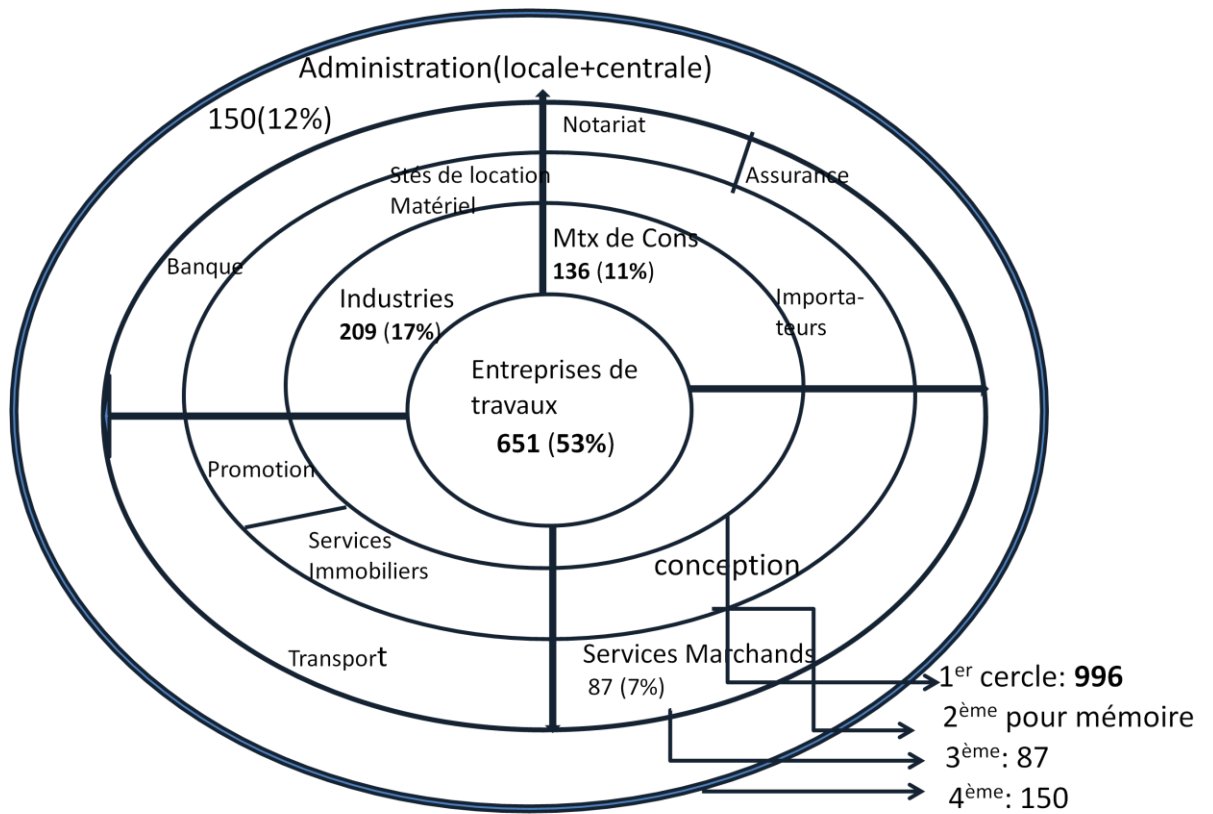 Administration(locale+centrale)
150(12%)
Notariat
Stés de location
Matériel
Assurance
Banque
Mtx de Cons
136 (11%)
Industries
209 (17%)
Importa-
teurs
Entreprises de
travaux
651 (53%)
Promotion
Services
Immobiliers
conception
Transport
Services Marchands
87 (7%)
1er cercle: 996
2ème pour mémoire
3ème: 87
4ème: 150